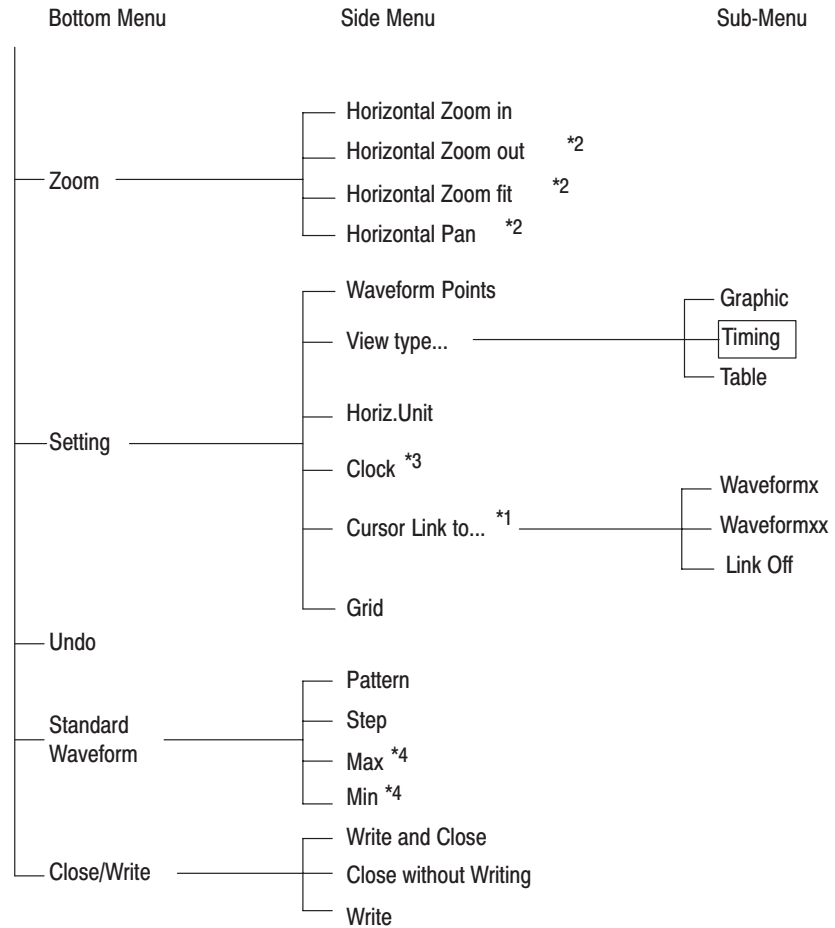 Bottom Menu Side Menu Sub-Menu
Zoom
Horizontal Zoom in
Horizontal Zoom out *2
Horizontal Zoom fit *2
Horizontal Pan *2
Setting
Waveform Points
View type...
Graphic
Timing
Table
Horiz.Unit
Clock *3
Cursor Link to... *1
Waveformx
Waveformxx
Link Off
Grid
Undo
Standard
Waveform
Pattern
Step
Max *4
Min *4
Close/Write
Write and Close
Close without Writing
Write